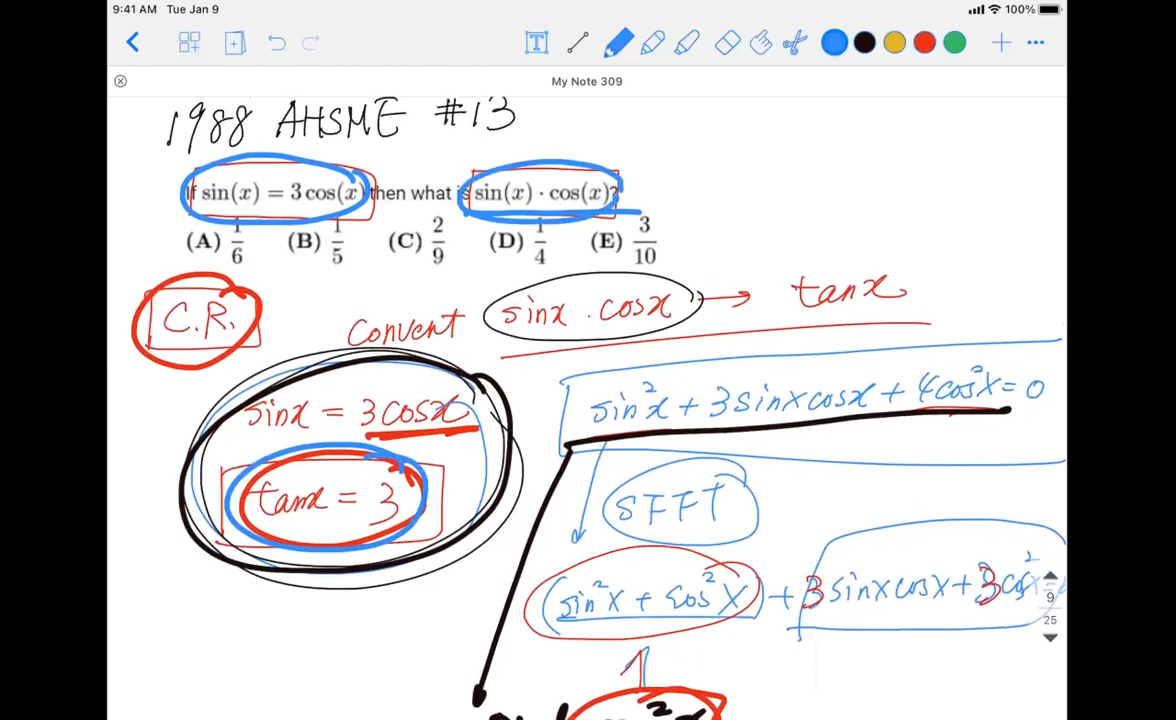 9:41 AM Tue Jan 9
100%
My Note 309
1988 AHSME #13
If sin(x) = 3 cos(x) then what is sin(x) · cos(x)?
(A) 1/6 (B) 1/5 (C) 2/9 (D) 1/4 (E) 3/10
C.R.
Convert sinx . cosx → tanx
sinx = 3cosx
tanx = 3
sin²x + 3sinxcosx + 4cos²x = 0
SFFT
(sin²x + cos²x) + 3 sinxcosx + 3cos²x
1
9
25